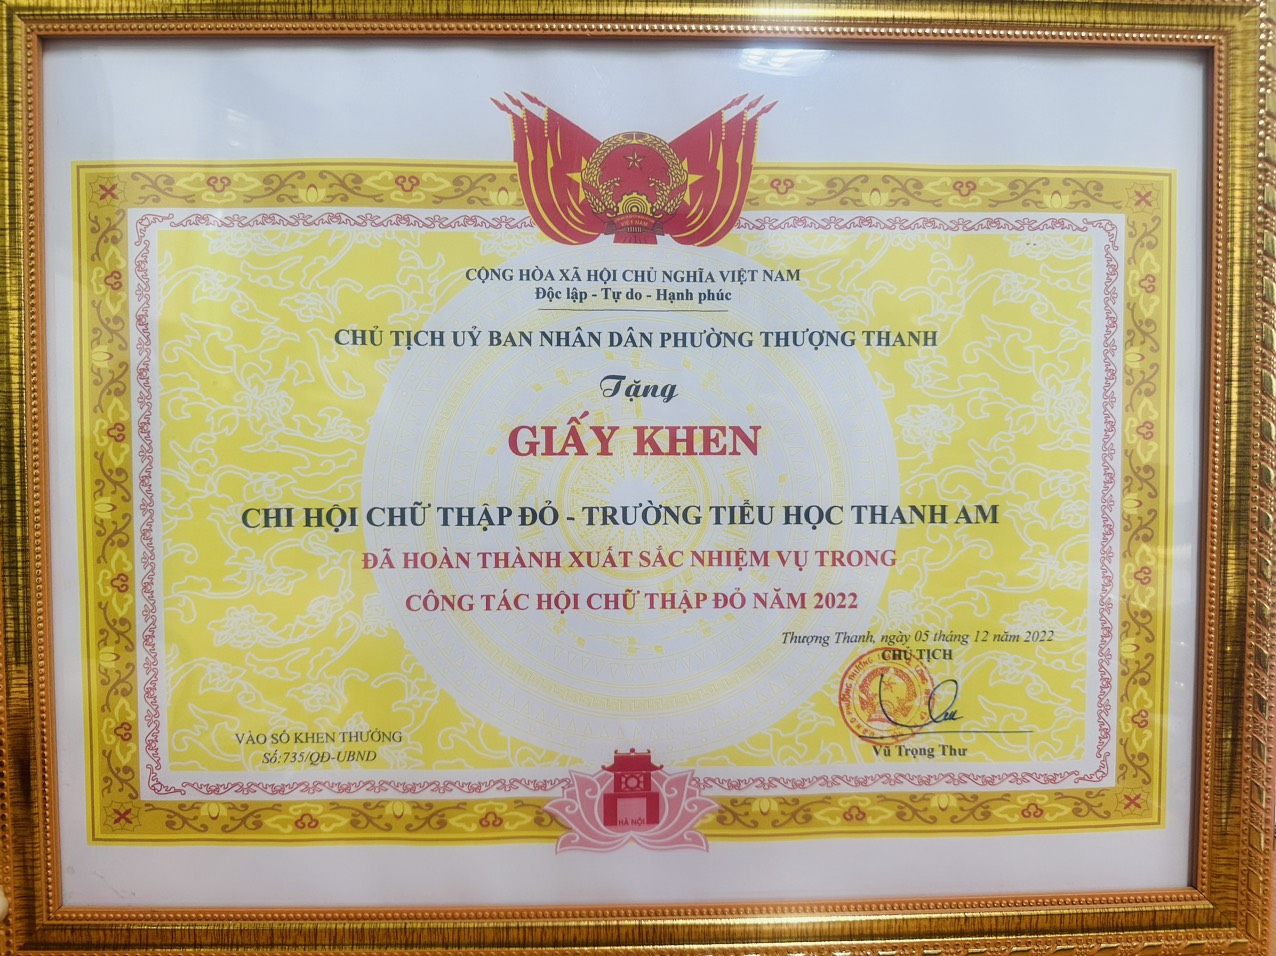 VIỆT NAM
CỘNG HÒA XÃ HỘI CHỦ NGHĨA VIỆT NAM
Độc lập - Tự do - Hạnh phúc
CHỦ TỊCH UỶ BAN NHÂN DÂN PHƯỜNG THƯỢNG THANH
Tặng
GIẤY KHEN
CHI HỘI CHỮ THẬP ĐỎ - TRƯỜNG TIỂU HỌC THANH AM
ĐÃ HOÀN THÀNH XUẤT SẮC NHIỆM VỤ TRONG
CÔNG TÁC HỘI CHỮ THẬP ĐỎ NĂM 2022
Thượng Thanh, ngày 05 tháng 12 năm 2022
CHỦ TỊCH
Vũ Trọng Thư
VÀO SỔ KHEN THƯỞNG
Số:735/QĐ-UBND
HÀ NỘI